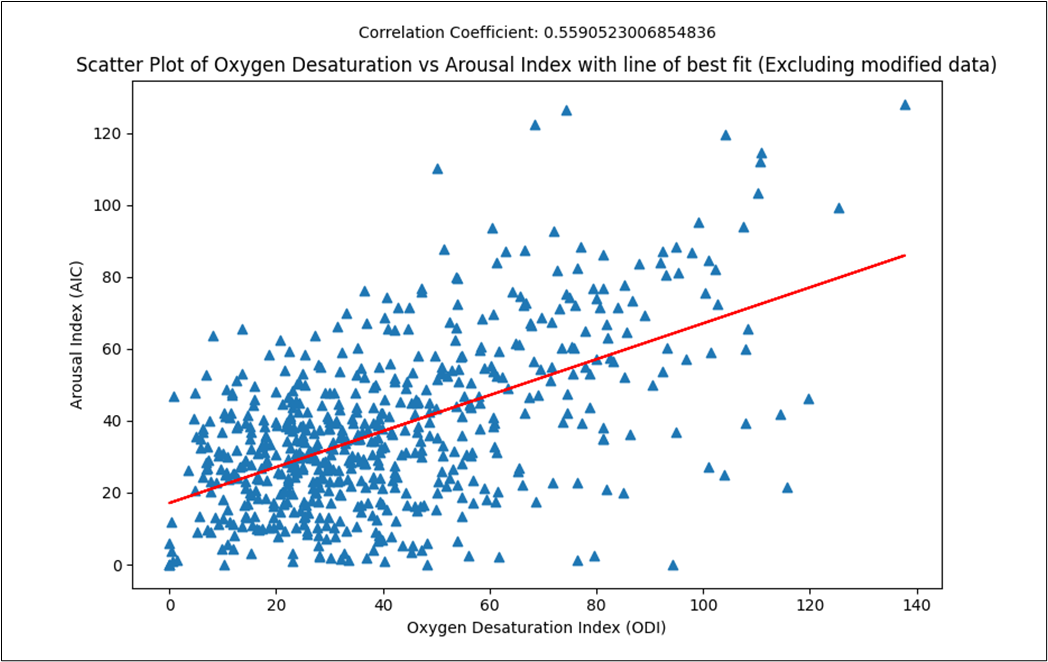 Correlation Coefficient: 0.5590523006854836
Scatter Plot of Oxygen Desaturation vs Arousal Index with line of best fit (Excluding modified data)
Arousal Index (AIC)
120
100
80
60
40
20
0
0 20 40 60 80 100 120 140
Oxygen Desaturation Index (ODI)